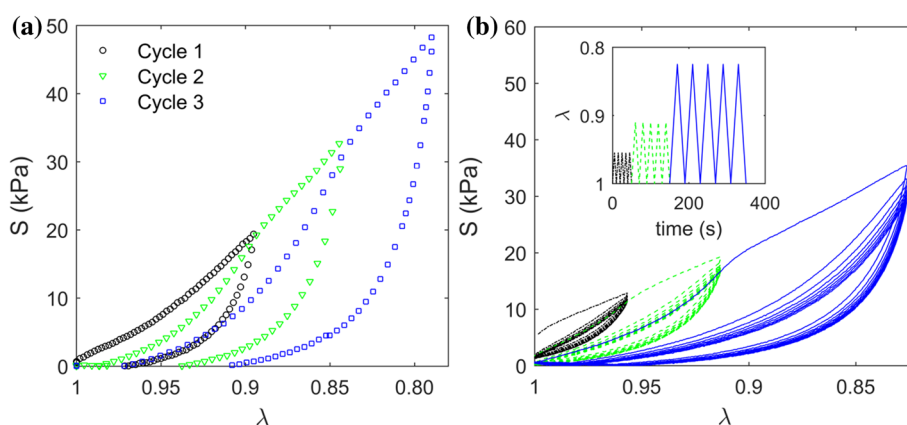 (a)
50
40
30
20
10
0
S (kPa)
Cycle 1
Cycle 2
Cycle 3
1 0.95 0.9 0.85 0.80
λ
(b)
60
50
40
30
20
10
0
S (kPa)
0.8
0.9
1
λ
0 200 400
time (s)
1 0.95 0.9 0.85
λ